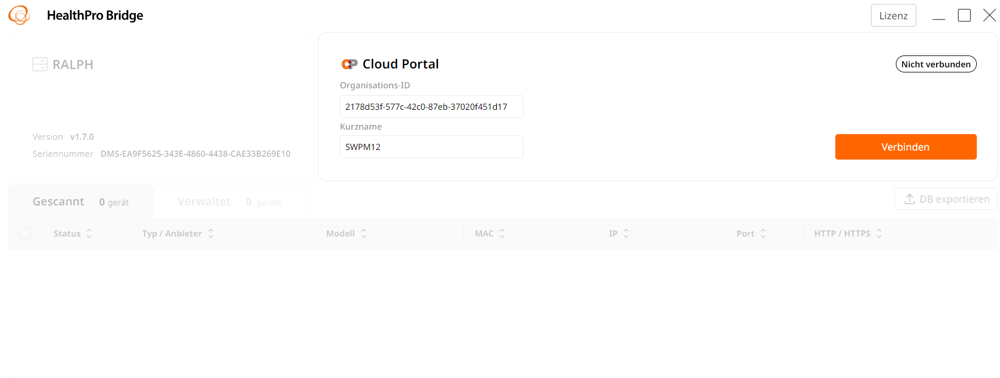 HealthPro Bridge
Lizenz
RALPH
Version v1.7.0
Seriennummer DMS-EA9F5625-343E-4860-4438-CAE33B269E10
CP Cloud Portal
Nicht verbunden
Organisations-ID
2178d53f-577c-42c0-87eb-37020f451d17
Kurzname
SWPM12
Verbinden
Gescannt 0 gerät
Verwaltet 0 geräte
DB exportieren
Status Typ / Anbieter Modell MAC IP Port HTTP / HTTPS